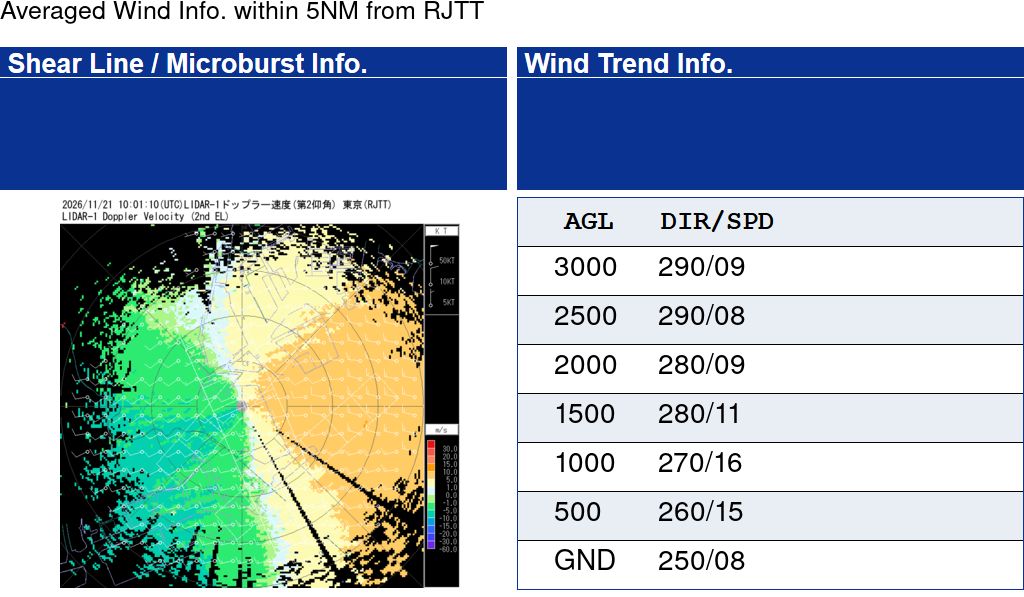 Averaged Wind Info. within 5NM from RJTT
Shear Line / Microburst Info.
Wind Trend Info.
2026/11/21 10:01:10(UTC)LIDAR-1ドップラー速度(第2仰角) 東京(RJTT)
LIDAR-1 Doppler Velocity (2nd EL)
KT
50KT
10KT
5KT
m/s
30.0
20.0
15.0
10.0
5.0
1.0
0.0
-1.0
-5.0
-10.0
-15.0
-20.0
-30.0
-60.0
AGL DIR/SPD
3000 290/09
2500 290/08
2000 280/09
1500 280/11
1000 270/16
500 260/15
GND 250/08